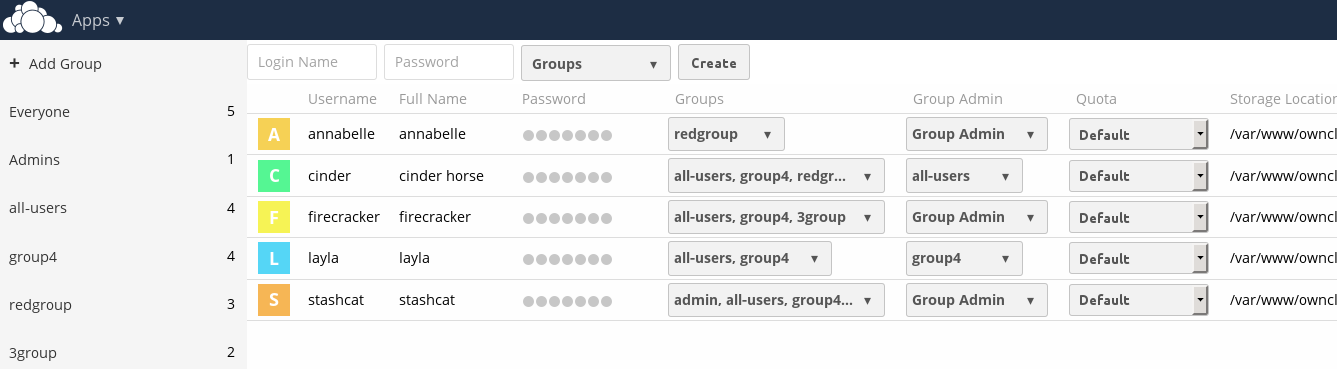 Apps ▼
+ Add Group
Everyone 5
Admins 1
all-users 4
group4 4
redgroup 3
3group 2
Login Name Password Groups ▼ Create
Username Full Name Password Groups Group Admin Quota Storage Location
A annabelle annabelle ●●●●●●● redgroup ▼ Group Admin ▼ Default /var/www/owncl
C cinder cinder horse ●●●●●●● all-users, group4, redgr... ▼ all-users ▼ Default /var/www/owncl
F firecracker firecracker ●●●●●●● all-users, group4, 3group ▼ Group Admin ▼ Default /var/www/owncl
L layla layla ●●●●●●● all-users, group4 ▼ group4 ▼ Default /var/www/owncl
S stashcat stashcat ●●●●●●● admin, all-users, group4... ▼ Group Admin ▼ Default /var/www/owncl